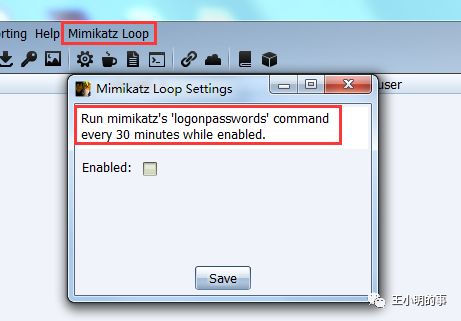 rting Help Mimikatz Loop
user
Mimikatz Loop Settings
Run mimikatz's 'logonpasswords' command
every 30 minutes while enabled.
Enabled:
Save
王小明的事